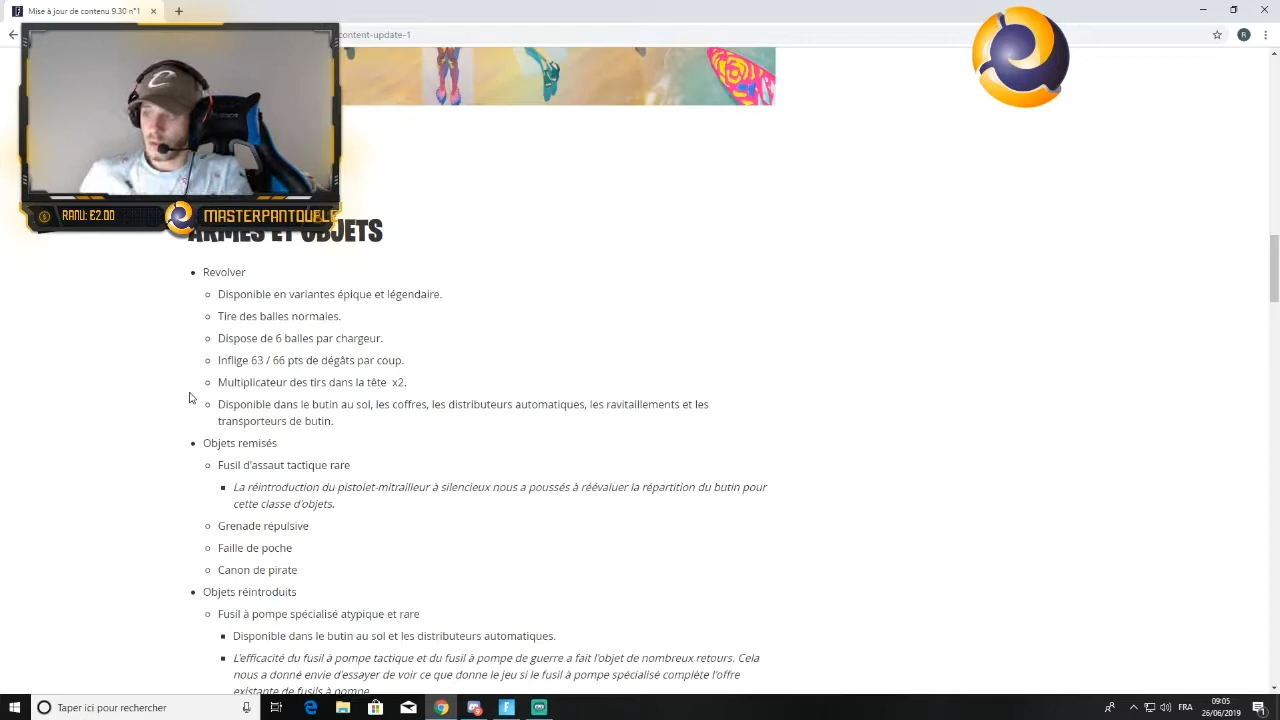 Mise à jour de contenu 9.30 n°1
content-update-1
R
RANU: €2.00
MASTERPANTOUFLE
ARMES ET OBJETS
Revolver
Disponible en variantes épique et légendaire.
Tire des balles normales.
Dispose de 6 balles par chargeur.
Inflige 63 / 66 pts de dégâts par coup.
Multiplicateur des tirs dans la tête x2.
Disponible dans le butin au sol, les coffres, les distributeurs automatiques, les ravitaillements et les
transporteurs de butin.
Objets remisés
Fusil d'assaut tactique rare
La réintroduction du pistolet-mitrailleur à silencieux nous a poussés à réévaluer la répartition du butin pour
cette classe d'objets.
Grenade répulsive
Faille de poche
Canon de pirate
Objets réintroduits
Fusil à pompe spécialisé atypique et rare
Disponible dans le butin au sol et les distributeurs automatiques.
L'efficacité du fusil à pompe tactique et du fusil à pompe de guerre a fait l'objet de nombreux retours. Cela
nous a donné envie d'essayer de voir ce que donne le jeu si le fusil à pompe spécialisé complète l'offre
existante de fusils à pompe.
Taper ici pour rechercher
FRA
09:05
26/06/2019